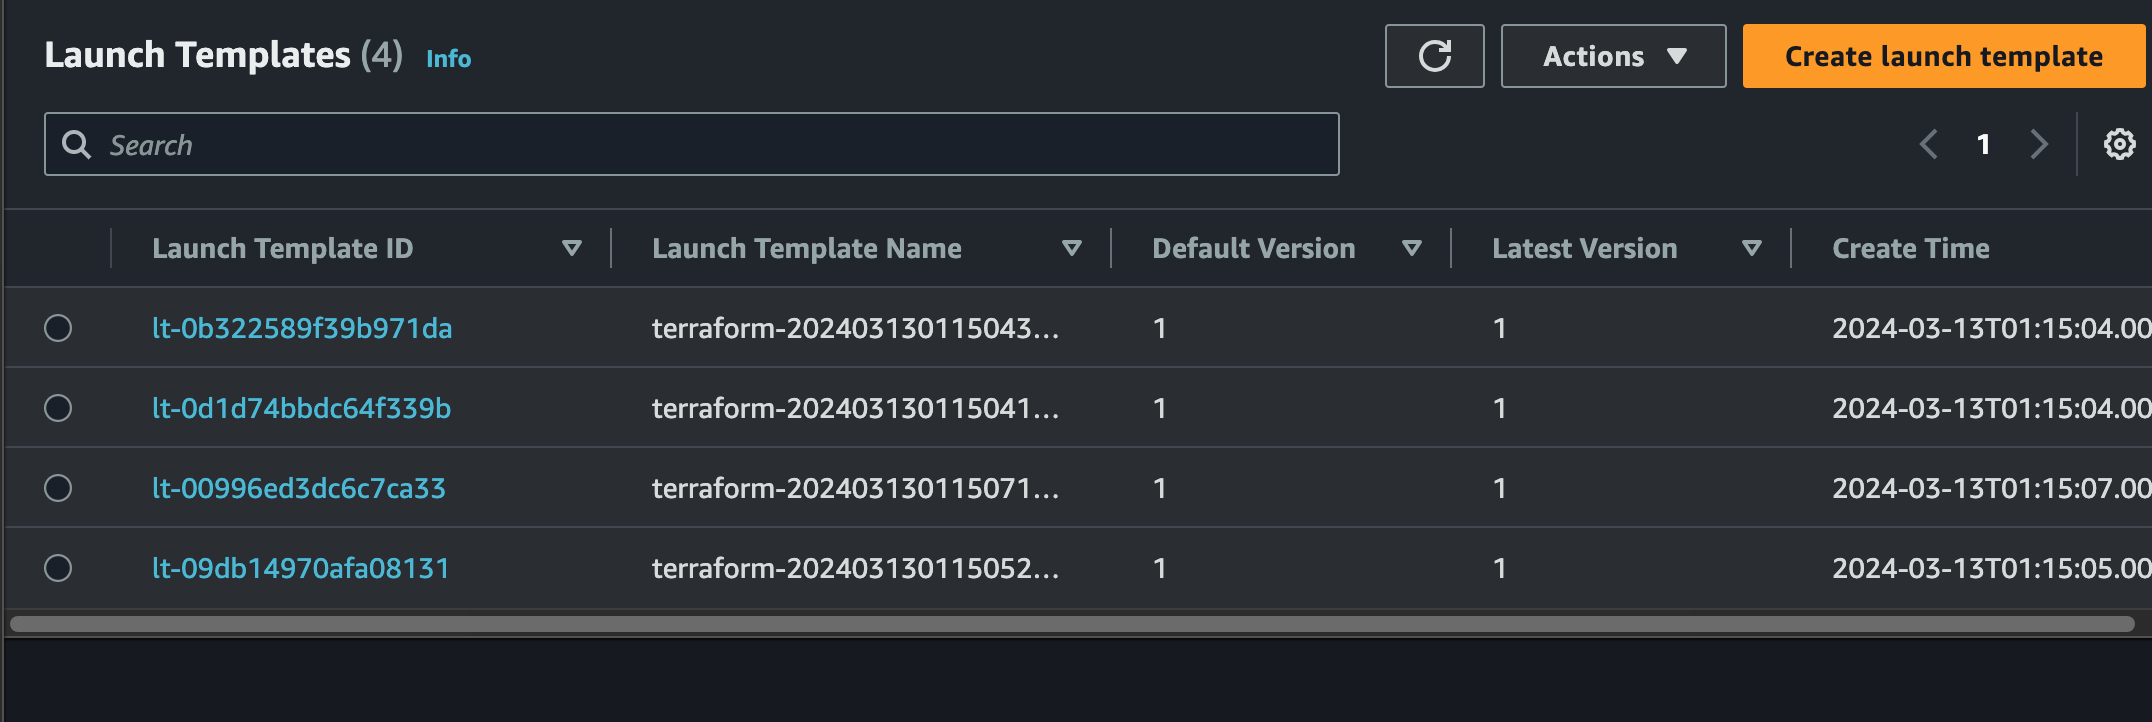 Launch Templates (4) Info
Actions
Create launch template
Search
1
Launch Template ID Launch Template Name Default Version Latest Version Create Time
lt-0b322589f39b971da terraform-202403130115043... 1 1 2024-03-13T01:15:04.00
lt-0d1d74bbdc64f339b terraform-202403130115041... 1 1 2024-03-13T01:15:04.00
lt-00996ed3dc6c7ca33 terraform-202403130115071... 1 1 2024-03-13T01:15:07.00
lt-09db14970afa08131 terraform-202403130115052... 1 1 2024-03-13T01:15:05.00